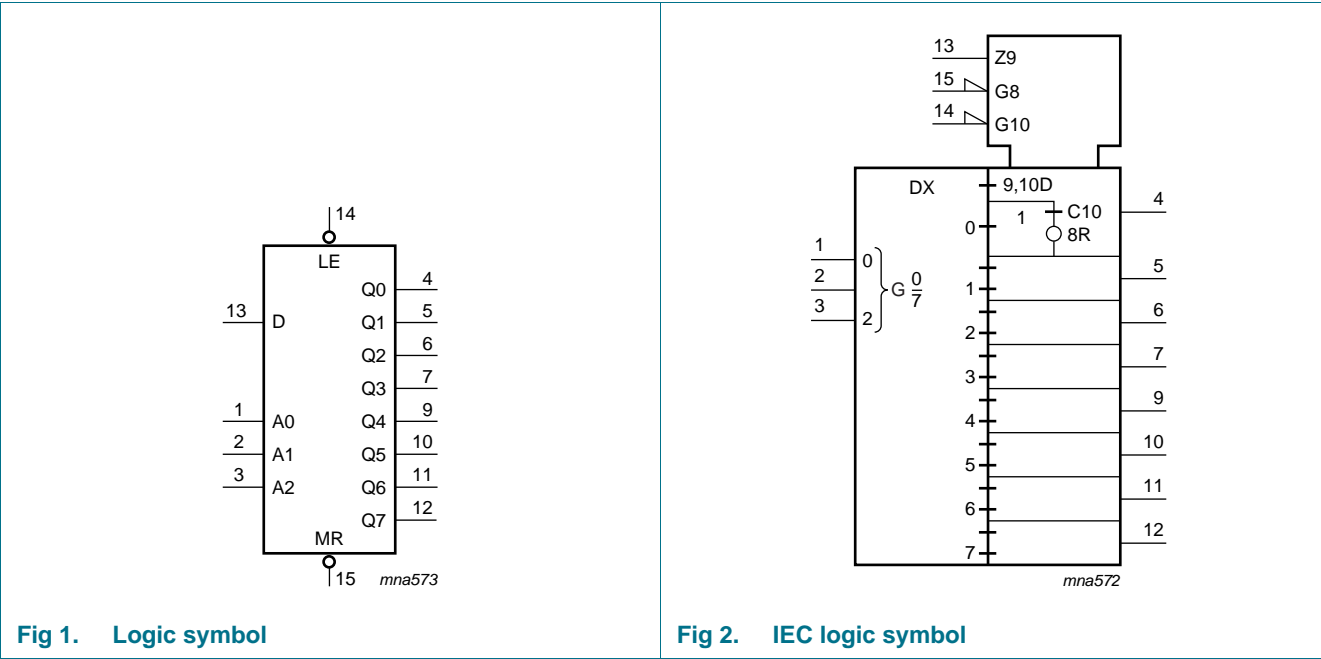 14
LE
Q0 4
13 D Q1 5
Q2 6
Q3 7
1 A0 Q4 9
2 A1 Q5 10
3 A2 Q6 11
Q7 12
MR
15 mna573
Fig 1. Logic symbol
13 Z9
15 G8
14 G10
DX 9,10D
4
0 1 C10
8R
1 0
2 G 0
7
3 2
5
1
6
2
7
3
9
4
10
5
11
6
12
7
mna572
Fig 2. IEC logic symbol